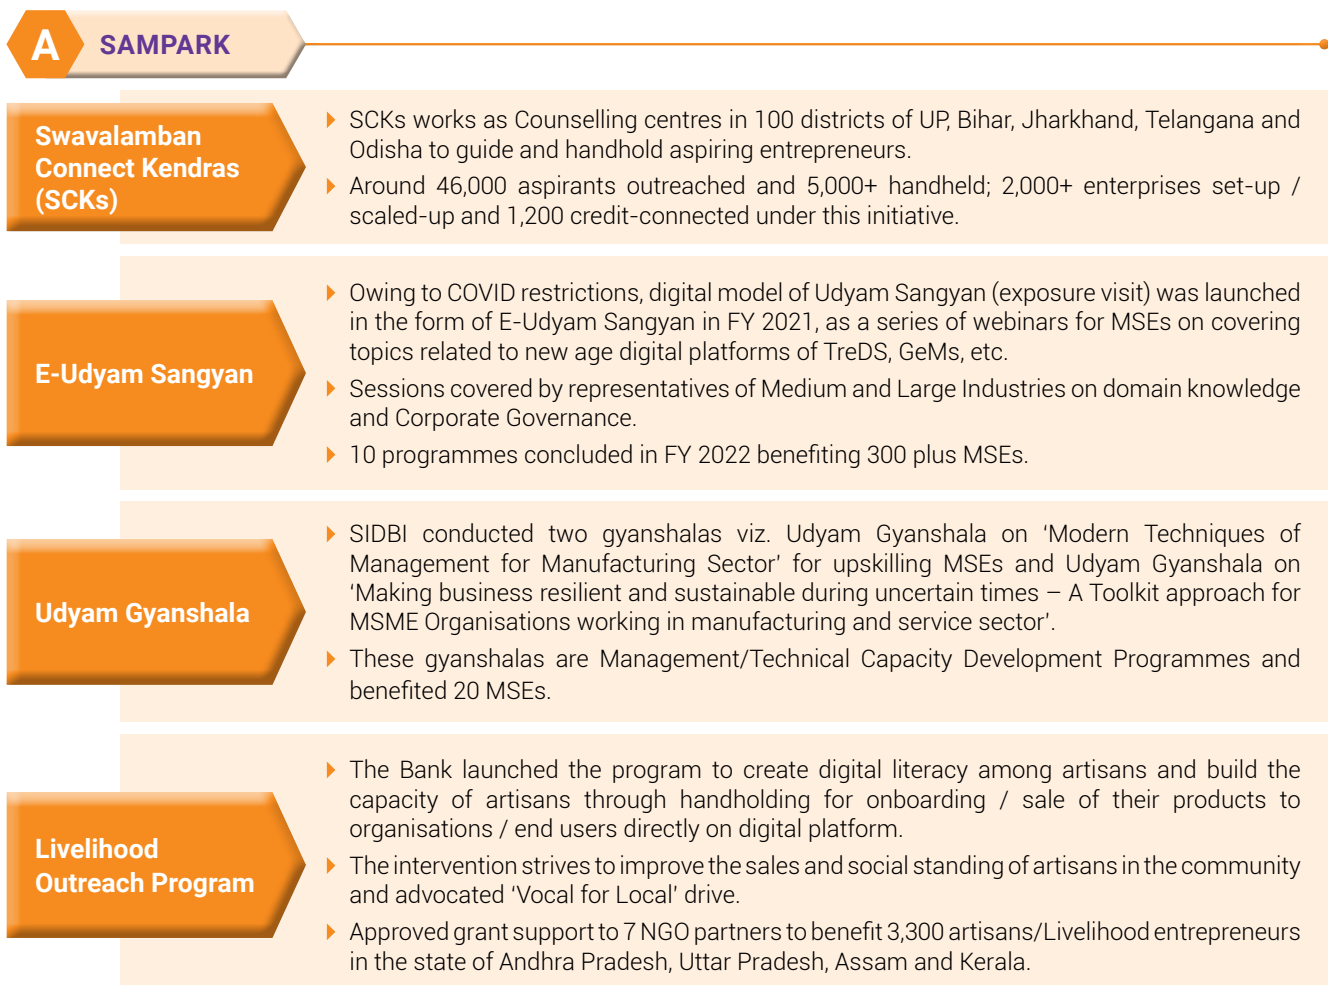 A SAMPARK
Swavalamban
Connect Kendras
(SCKs)
SCKs works as Counselling centres in 100 districts of UP, Bihar, Jharkhand, Telangana and
Odisha to guide and handhold aspiring entrepreneurs.
Around 46,000 aspirants outreached and 5,000+ handheld; 2,000+ enterprises set-up /
scaled-up and 1,200 credit-connected under this initiative.
E-Udyam Sangyan
Owing to COVID restrictions, digital model of Udyam Sangyan (exposure visit) was launched
in the form of E-Udyam Sangyan in FY 2021, as a series of webinars for MSEs on covering
topics related to new age digital platforms of TreDS, GeMs, etc.
Sessions covered by representatives of Medium and Large Industries on domain knowledge
and Corporate Governance.
10 programmes concluded in FY 2022 benefiting 300 plus MSEs.
Udyam Gyanshala
SIDBI conducted two gyanshalas viz. Udyam Gyanshala on ‘Modern Techniques of
Management for Manufacturing Sector’ for upskilling MSEs and Udyam Gyanshala on
‘Making business resilient and sustainable during uncertain times – A Toolkit approach for
MSME Organisations working in manufacturing and service sector’.
These gyanshalas are Management/Technical Capacity Development Programmes and
benefited 20 MSEs.
Livelihood
Outreach Program
The Bank launched the program to create digital literacy among artisans and build the
capacity of artisans through handholding for onboarding / sale of their products to
organisations / end users directly on digital platform.
The intervention strives to improve the sales and social standing of artisans in the community
and advocated ‘Vocal for Local’ drive.
Approved grant support to 7 NGO partners to benefit 3,300 artisans/Livelihood entrepreneurs
in the state of Andhra Pradesh, Uttar Pradesh, Assam and Kerala.